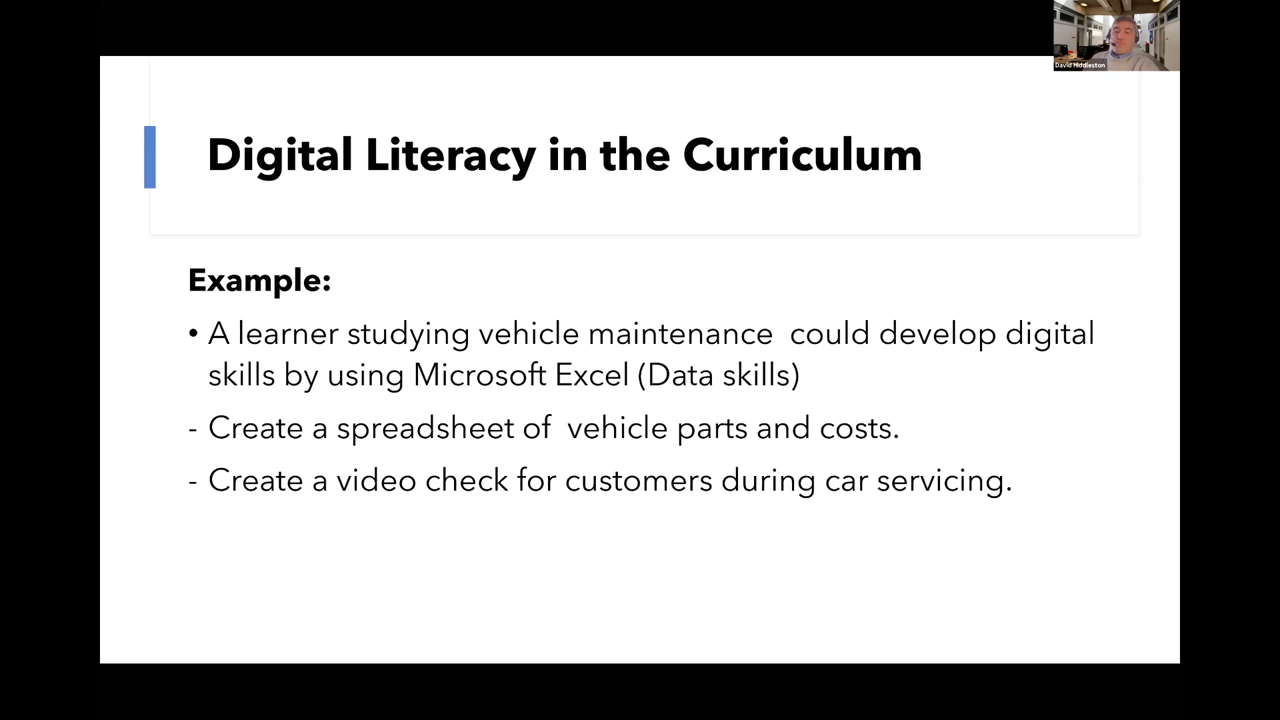 David Hiddleston
Digital Literacy in the Curriculum
Example:
• A learner studying vehicle maintenance  could develop digital
skills by using Microsoft Excel (Data skills)
- Create a spreadsheet of  vehicle parts and costs.
- Create a video check for customers during car servicing.